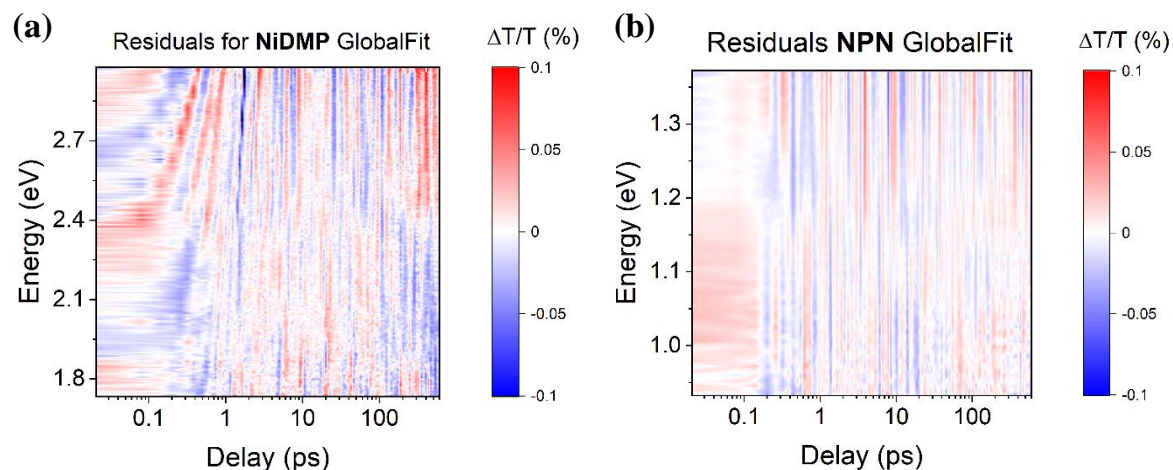 (a)
Residuals for NiDMP GlobalFit
ΔT/T (%)
0.1
0.05
0
-0.05
-0.1
2.7
2.4
2.1
1.8
Energy (eV)
0.1
1
10
100
Delay (ps)
(b)
Residuals NPN GlobalFit
ΔT/T (%)
0.1
0.05
0
-0.05
-0.1
1.3
1.2
1.1
1.0
Energy (eV)
0.1
1
10
100
Delay (ps)